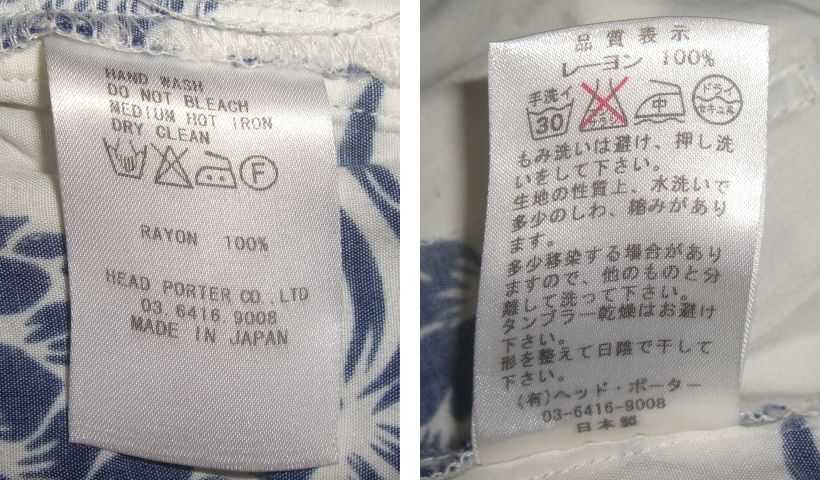 HAND WASH
DO NOT BLEACH
MEDIUM HOT IRON
DRY CLEAN
F
RAYON 100%
HEAD PORTER CO.,LTD
03 6416 9008
MADE IN JAPAN
品質表示
レーヨン 100%
手洗イ 30 中 ドライ セキユ系
もみ洗いは避け、押し洗
いをして下さい。
生地の性質上、水洗いで
多少のしわ、縮みがあり
ます。
多少移染する場合があり
ますので、他のものと分
離して洗って下さい。
タンブラー乾燥はお避け
下さい。
形を整えて日陰で干して
下さい。
(有)ヘッド・ポーター
03-6416-9008
日本製